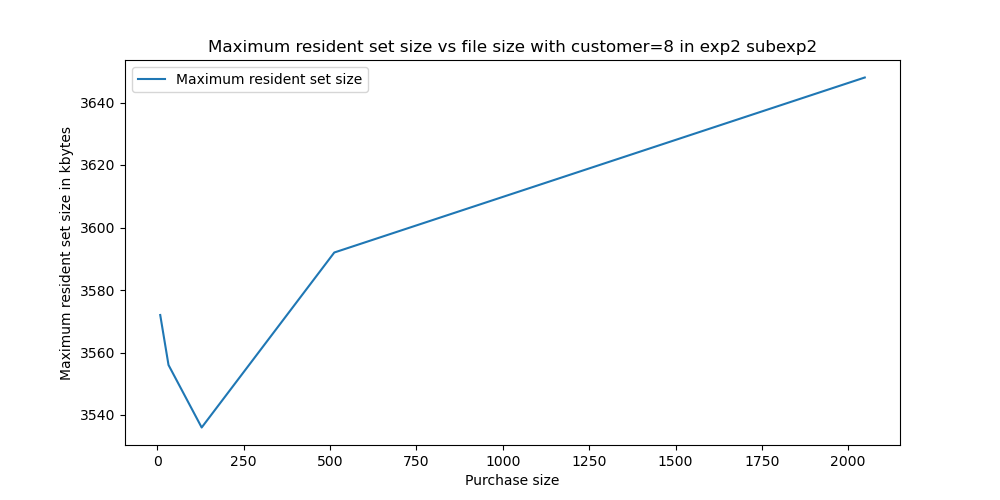 Maximum resident set size vs file size with customer=8 in exp2 subexp2
Maximum resident set size
Maximum resident set size in kbytes
3640
3620
3600
3580
3560
3540
0 250 500 750 1000 1250 1500 1750 2000
Purchase size